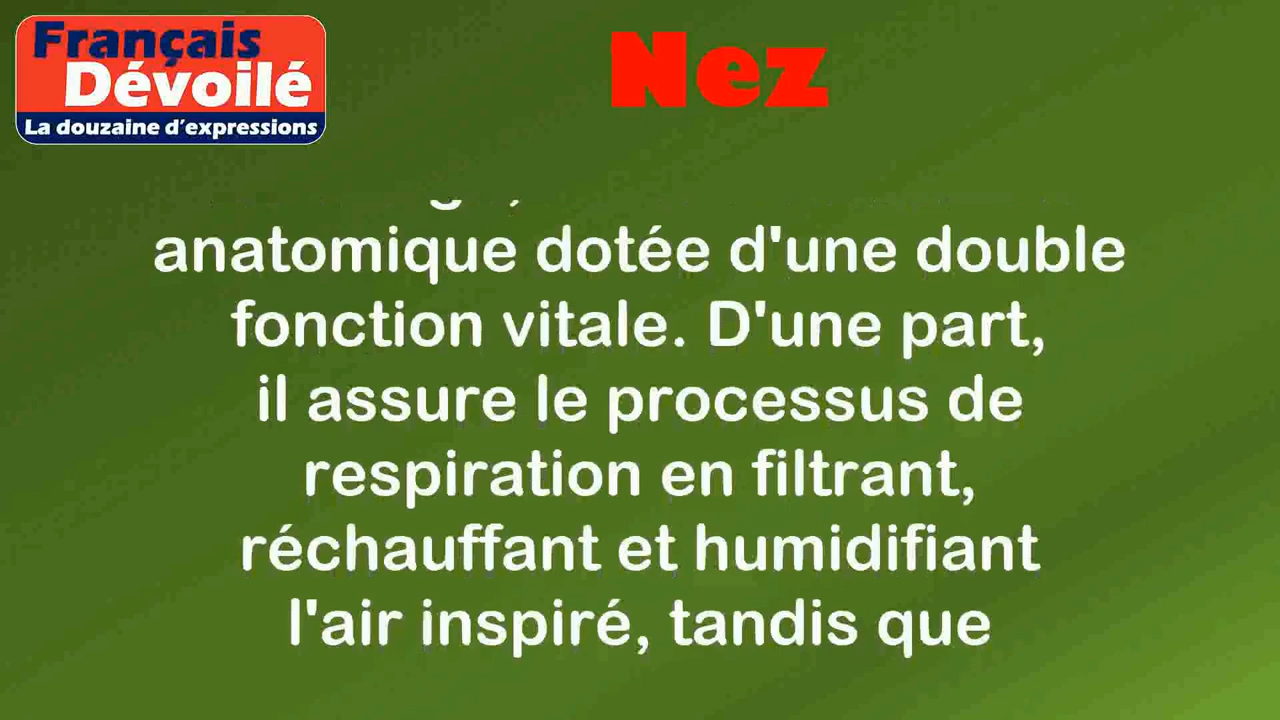 Français
Dévoilé
La douzaine d'expressions
Nez
anatomique dotée d'une double
fonction vitale. D'une part,
il assure le processus de
respiration en filtrant,
réchauffant et humidifiant
l'air inspiré, tandis que